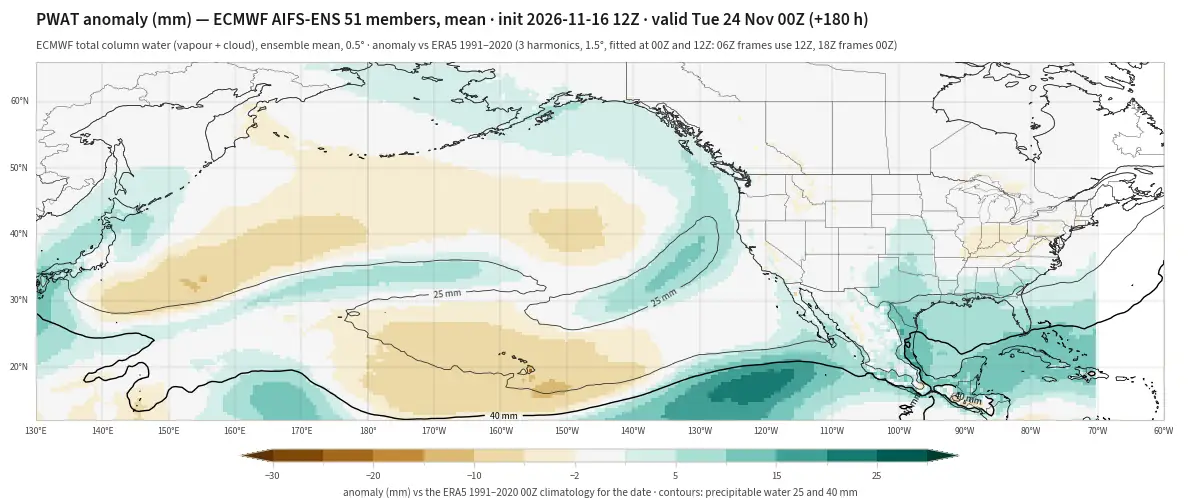 PWAT anomaly (mm) — ECMWF AIFS-ENS 51 members, mean · init 2026-11-16 12Z · valid Tue 24 Nov 00Z (+180 h)
ECMWF total column water (vapour + cloud), ensemble mean, 0.5° · anomaly vs ERA5 1991–2020 (3 harmonics, 1.5°, fitted at 00Z and 12Z: 06Z frames use 12Z, 18Z frames 00Z)
60°N
50°N
40°N
30°N
20°N
25 mm
25 mm
40 mm
40 mm
130°E 140°E 150°E 160°E 170°E 180° 170°W 160°W 150°W 140°W 130°W 120°W 110°W 100°W 90°W 80°W 70°W 60°W
−30 −20 −10 −2 5 15 25
anomaly (mm) vs the ERA5 1991–2020 00Z climatology for the date · contours: precipitable water 25 and 40 mm